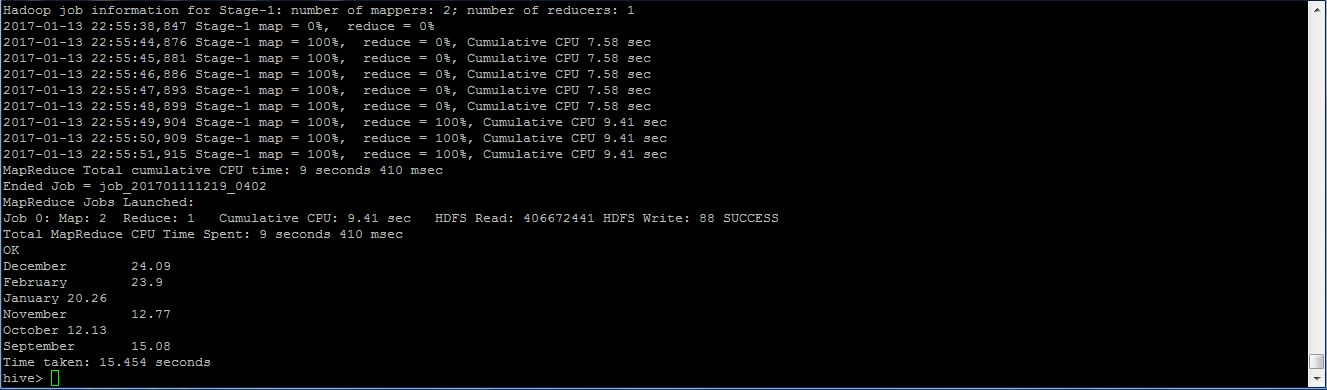 Hadoop job information for Stage-1: number of mappers: 2; number of reducers: 1
2017-01-13 22:55:38,847 Stage-1 map = 0%,  reduce = 0%
2017-01-13 22:55:44,876 Stage-1 map = 100%,  reduce = 0%, Cumulative CPU 7.58 sec
2017-01-13 22:55:45,881 Stage-1 map = 100%,  reduce = 0%, Cumulative CPU 7.58 sec
2017-01-13 22:55:46,886 Stage-1 map = 100%,  reduce = 0%, Cumulative CPU 7.58 sec
2017-01-13 22:55:47,893 Stage-1 map = 100%,  reduce = 0%, Cumulative CPU 7.58 sec
2017-01-13 22:55:48,899 Stage-1 map = 100%,  reduce = 0%, Cumulative CPU 7.58 sec
2017-01-13 22:55:49,904 Stage-1 map = 100%,  reduce = 100%, Cumulative CPU 9.41 sec
2017-01-13 22:55:50,909 Stage-1 map = 100%,  reduce = 100%, Cumulative CPU 9.41 sec
2017-01-13 22:55:51,915 Stage-1 map = 100%,  reduce = 100%, Cumulative CPU 9.41 sec
MapReduce Total cumulative CPU time: 9 seconds 410 msec
Ended Job = job_201701111219_0402
MapReduce Jobs Launched:
Job 0: Map: 2  Reduce: 1   Cumulative CPU: 9.41 sec   HDFS Read: 406672441 HDFS Write: 88 SUCCESS
Total MapReduce CPU Time Spent: 9 seconds 410 msec
OK
December        24.09
February        23.9
January 20.26
November        12.77
October 12.13
September       15.08
Time taken: 15.454 seconds
hive>